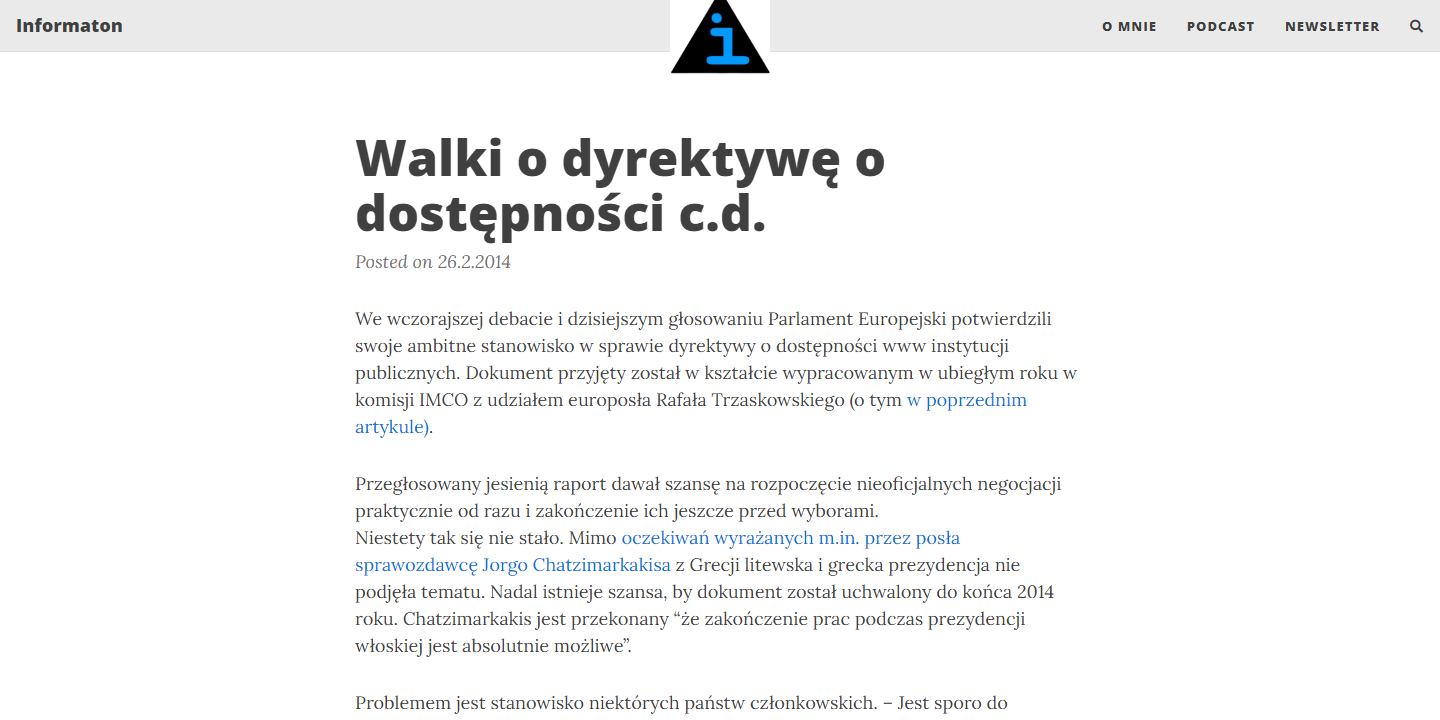 Informaton
i
O MNIE
PODCAST
NEWSLETTER
Walki o dyrektywę o
dostępności c.d.
Posted on 26.2.2014
We wczorajszej debacie i dzisiejszym głosowaniu Parlament Europejski potwierdzili
swoje ambitne stanowisko w sprawie dyrektywy o dostępności www instytucji
publicznych. Dokument przyjęty został w kształcie wypracowanym w ubiegłym roku w
komisji IMCO z udziałem europosła Rafała Trzaskowskiego (o tym w poprzednim
artykule).
Przegłosowany jesienią raport dawał szansę na rozpoczęcie nieoficjalnych negocjacji
praktycznie od razu i zakończenie ich jeszcze przed wyborami.
Niestety tak się nie stało. Mimo oczekiwań wyrażanych m.in. przez posła
sprawozdawcę Jorgo Chatzimarkakisa z Grecji litewska i grecka prezydencja nie
podjęła tematu. Nadal istnieje szansa, by dokument został uchwalony do końca 2014
roku. Chatzimarkakis jest przekonany “że zakończenie prac podczas prezydencji
włoskiej jest absolutnie możliwe”.
Problemem jest stanowisko niektórych państw członkowskich. – Jest sporo do